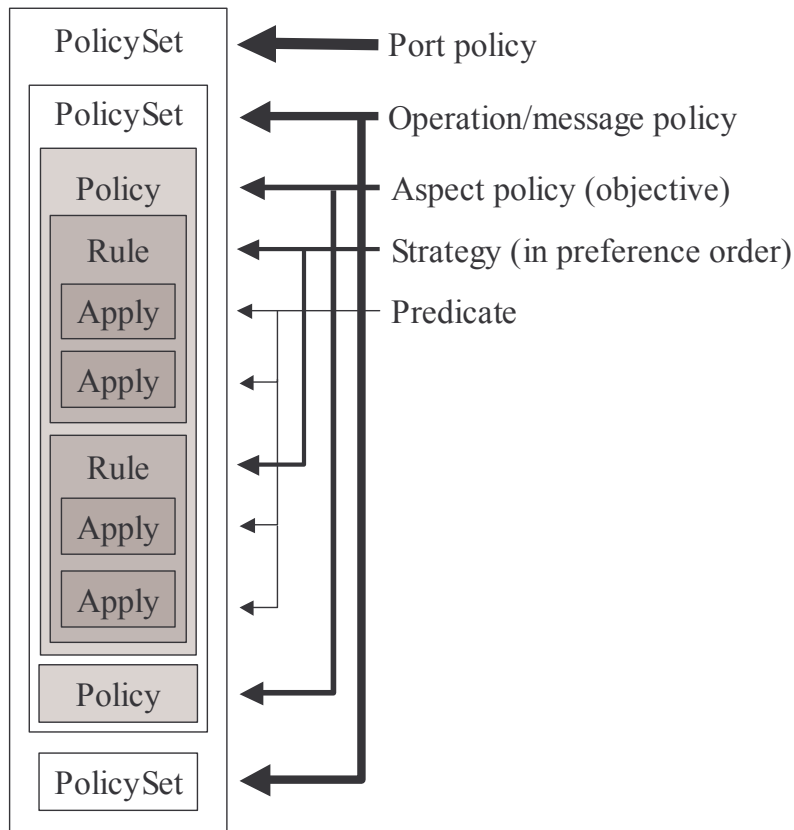 PolicySet
Port policy
PolicySet
Operation/message policy
Policy
Aspect policy (objective)
Rule
Strategy (in preference order)
Apply
Predicate
Apply
Rule
Apply
Apply
Policy
PolicySet